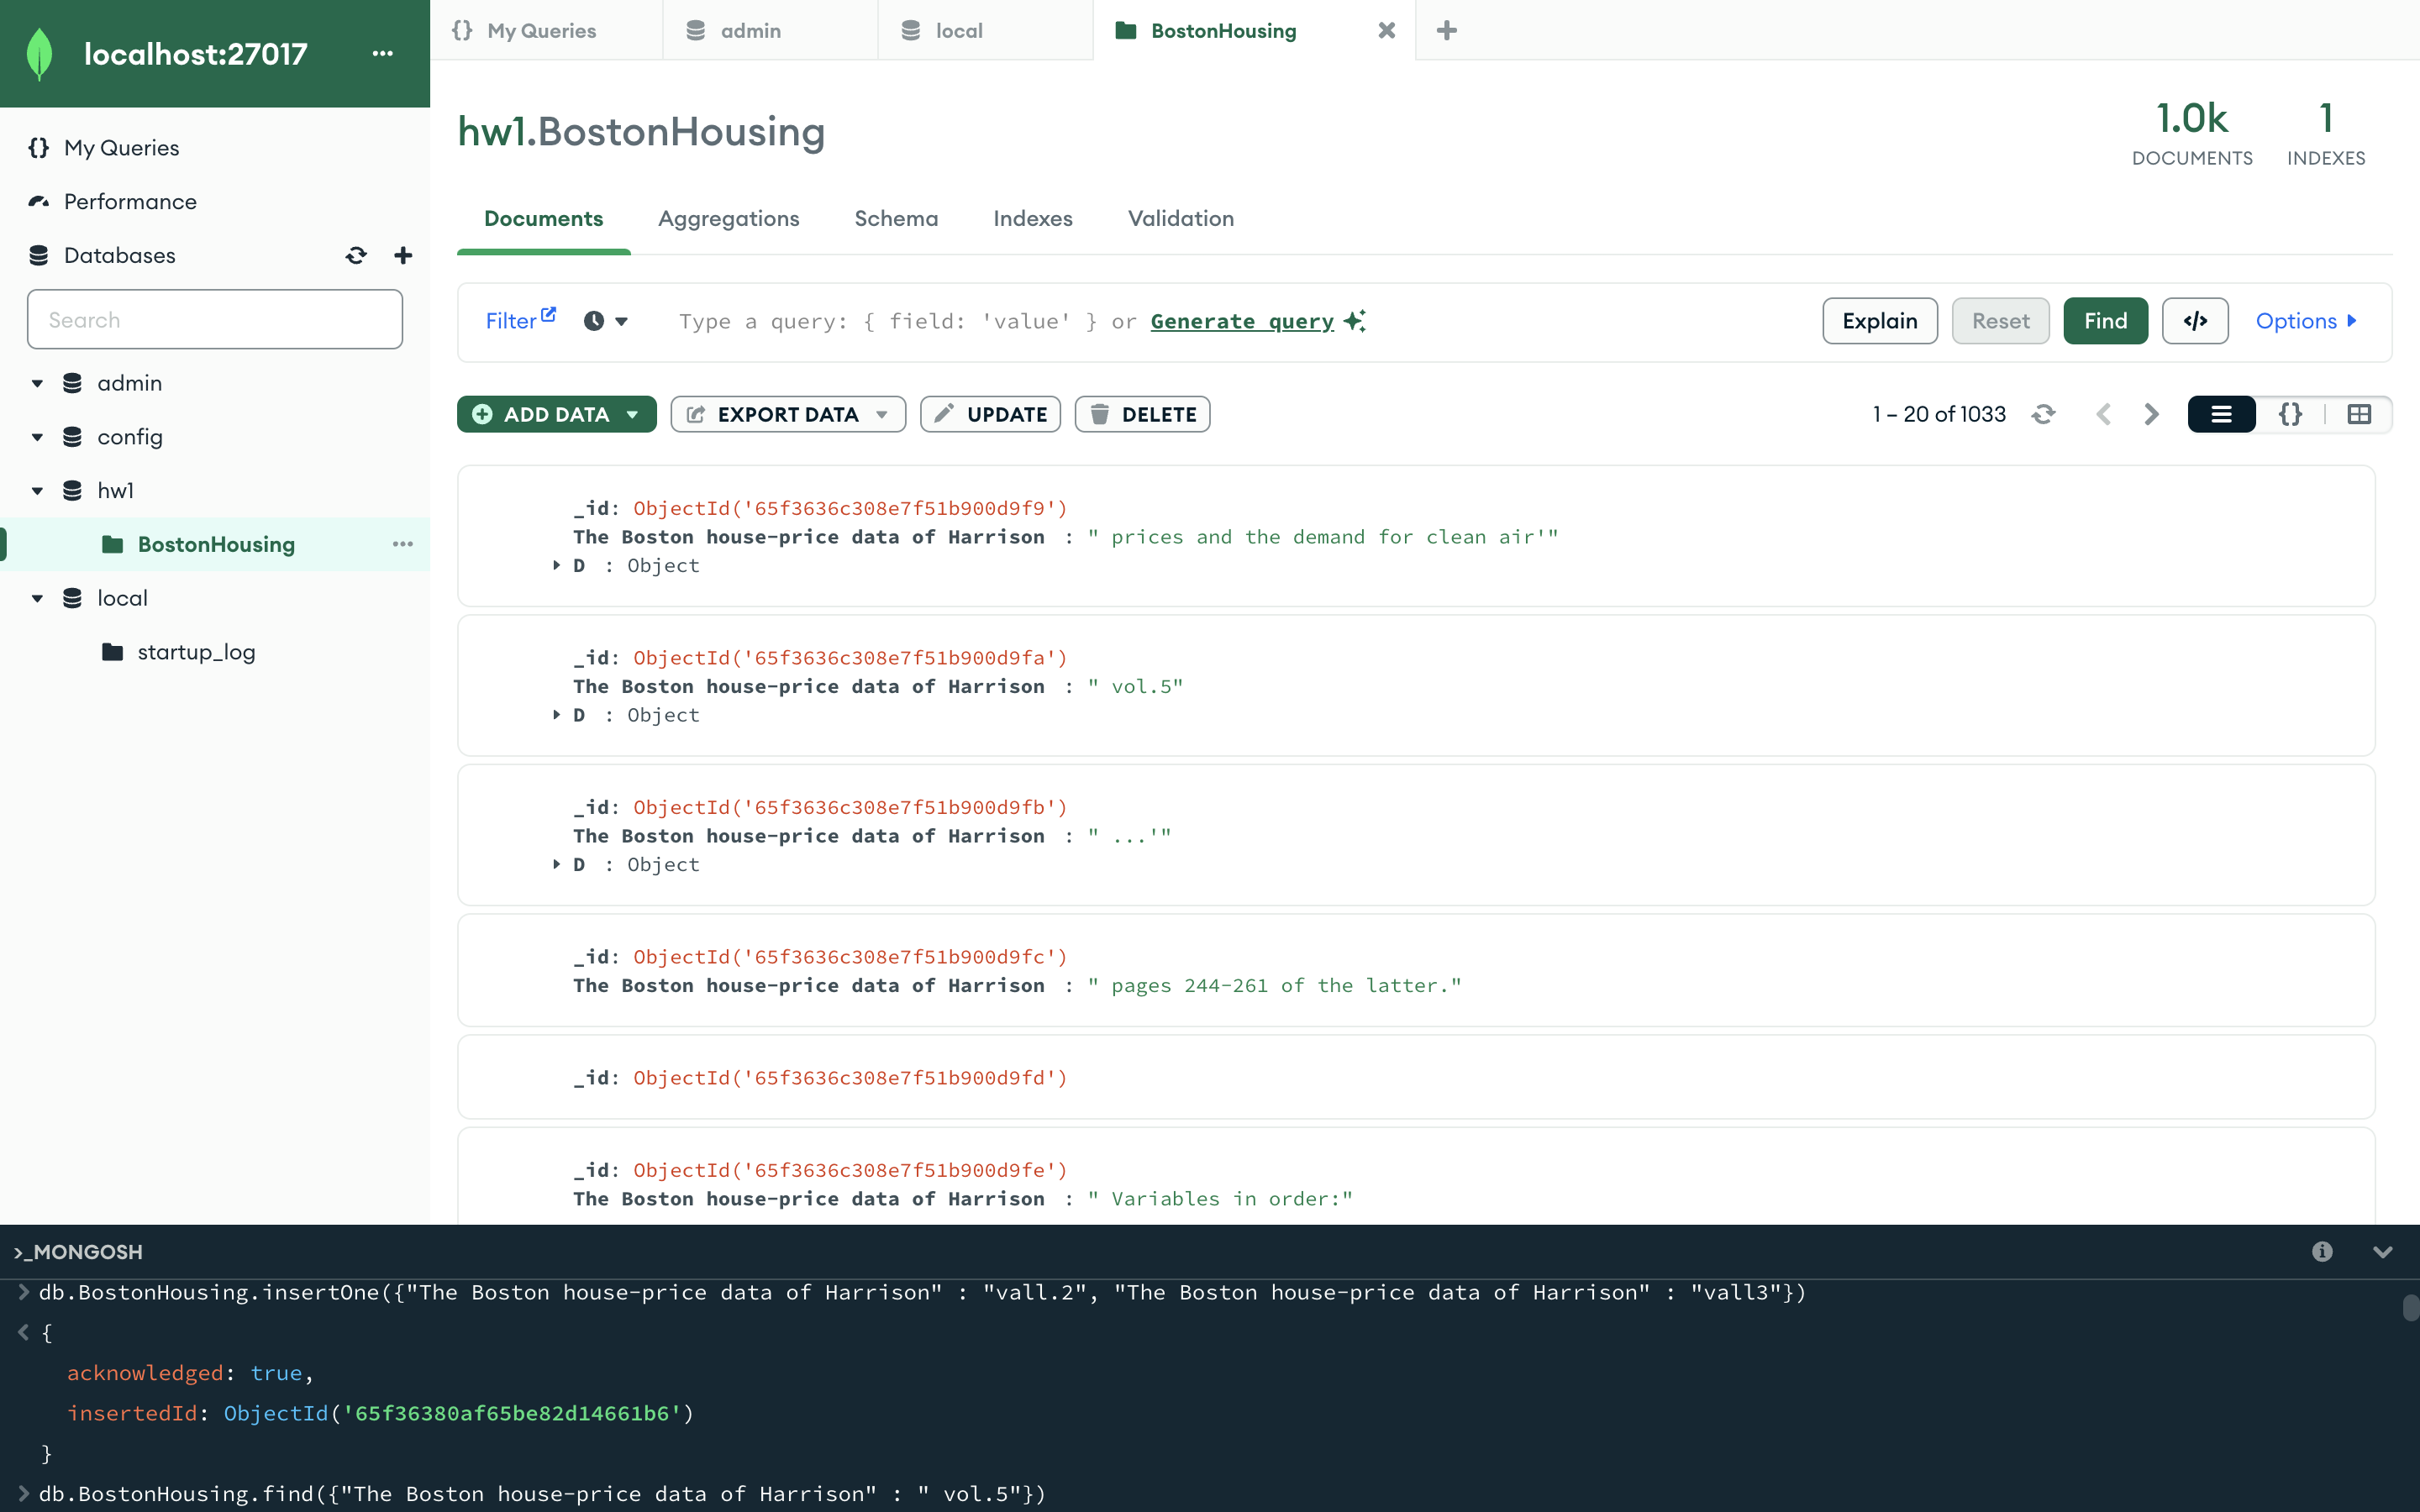 localhost:27017
My Queries
Performance
Databases
Search
admin
config
hw1
BostonHousing
local
startup_log
My Queries
admin
local
BostonHousing
hw1.BostonHousing
1.0k
DOCUMENTS
1
INDEXES
Documents
Aggregations
Schema
Indexes
Validation
Filter
Type a query: { field: 'value' } or Generate query
Explain
Reset
Find
</>
Options
ADD DATA
EXPORT DATA
UPDATE
DELETE
1 – 20 of 1033
{}
_id: ObjectId('65f3636c308e7f51b900d9f9')
The Boston house-price data of Harrison : " prices and the demand for clean air'"
D : Object
_id: ObjectId('65f3636c308e7f51b900d9fa')
The Boston house-price data of Harrison : " vol.5"
D : Object
_id: ObjectId('65f3636c308e7f51b900d9fb')
The Boston house-price data of Harrison : " ...'"
D : Object
_id: ObjectId('65f3636c308e7f51b900d9fc')
The Boston house-price data of Harrison : " pages 244-261 of the latter."
_id: ObjectId('65f3636c308e7f51b900d9fd')
_id: ObjectId('65f3636c308e7f51b900d9fe')
The Boston house-price data of Harrison : " Variables in order:"
>_MONGOSH
> db.BostonHousing.insertOne({"The Boston house-price data of Harrison" : "vall.2", "The Boston house-price data of Harrison" : "vall3"})
< {
acknowledged: true,
insertedId: ObjectId('65f36380af65be82d14661b6')
}
> db.BostonHousing.find({"The Boston house-price data of Harrison" : " vol.5"})